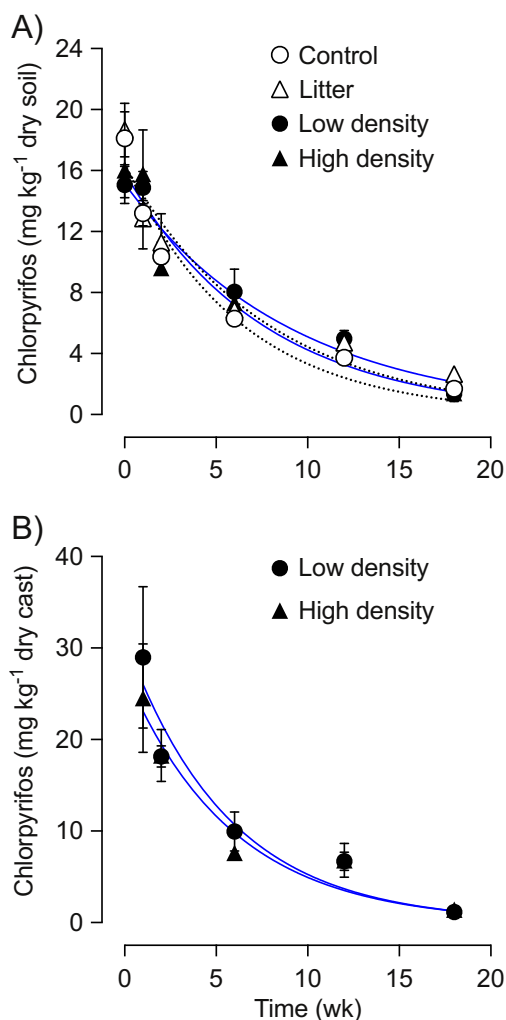 A)
24
20
16
12
8
4
0
Chlorpyrifos (mg kg⁻¹ dry soil)
Control
Litter
Low density
High density
0 5 10 15 20
B)
40
30
20
10
0
Chlorpyrifos (mg kg⁻¹ dry cast)
Low density
High density
0 5 10 15 20
Time (wk)